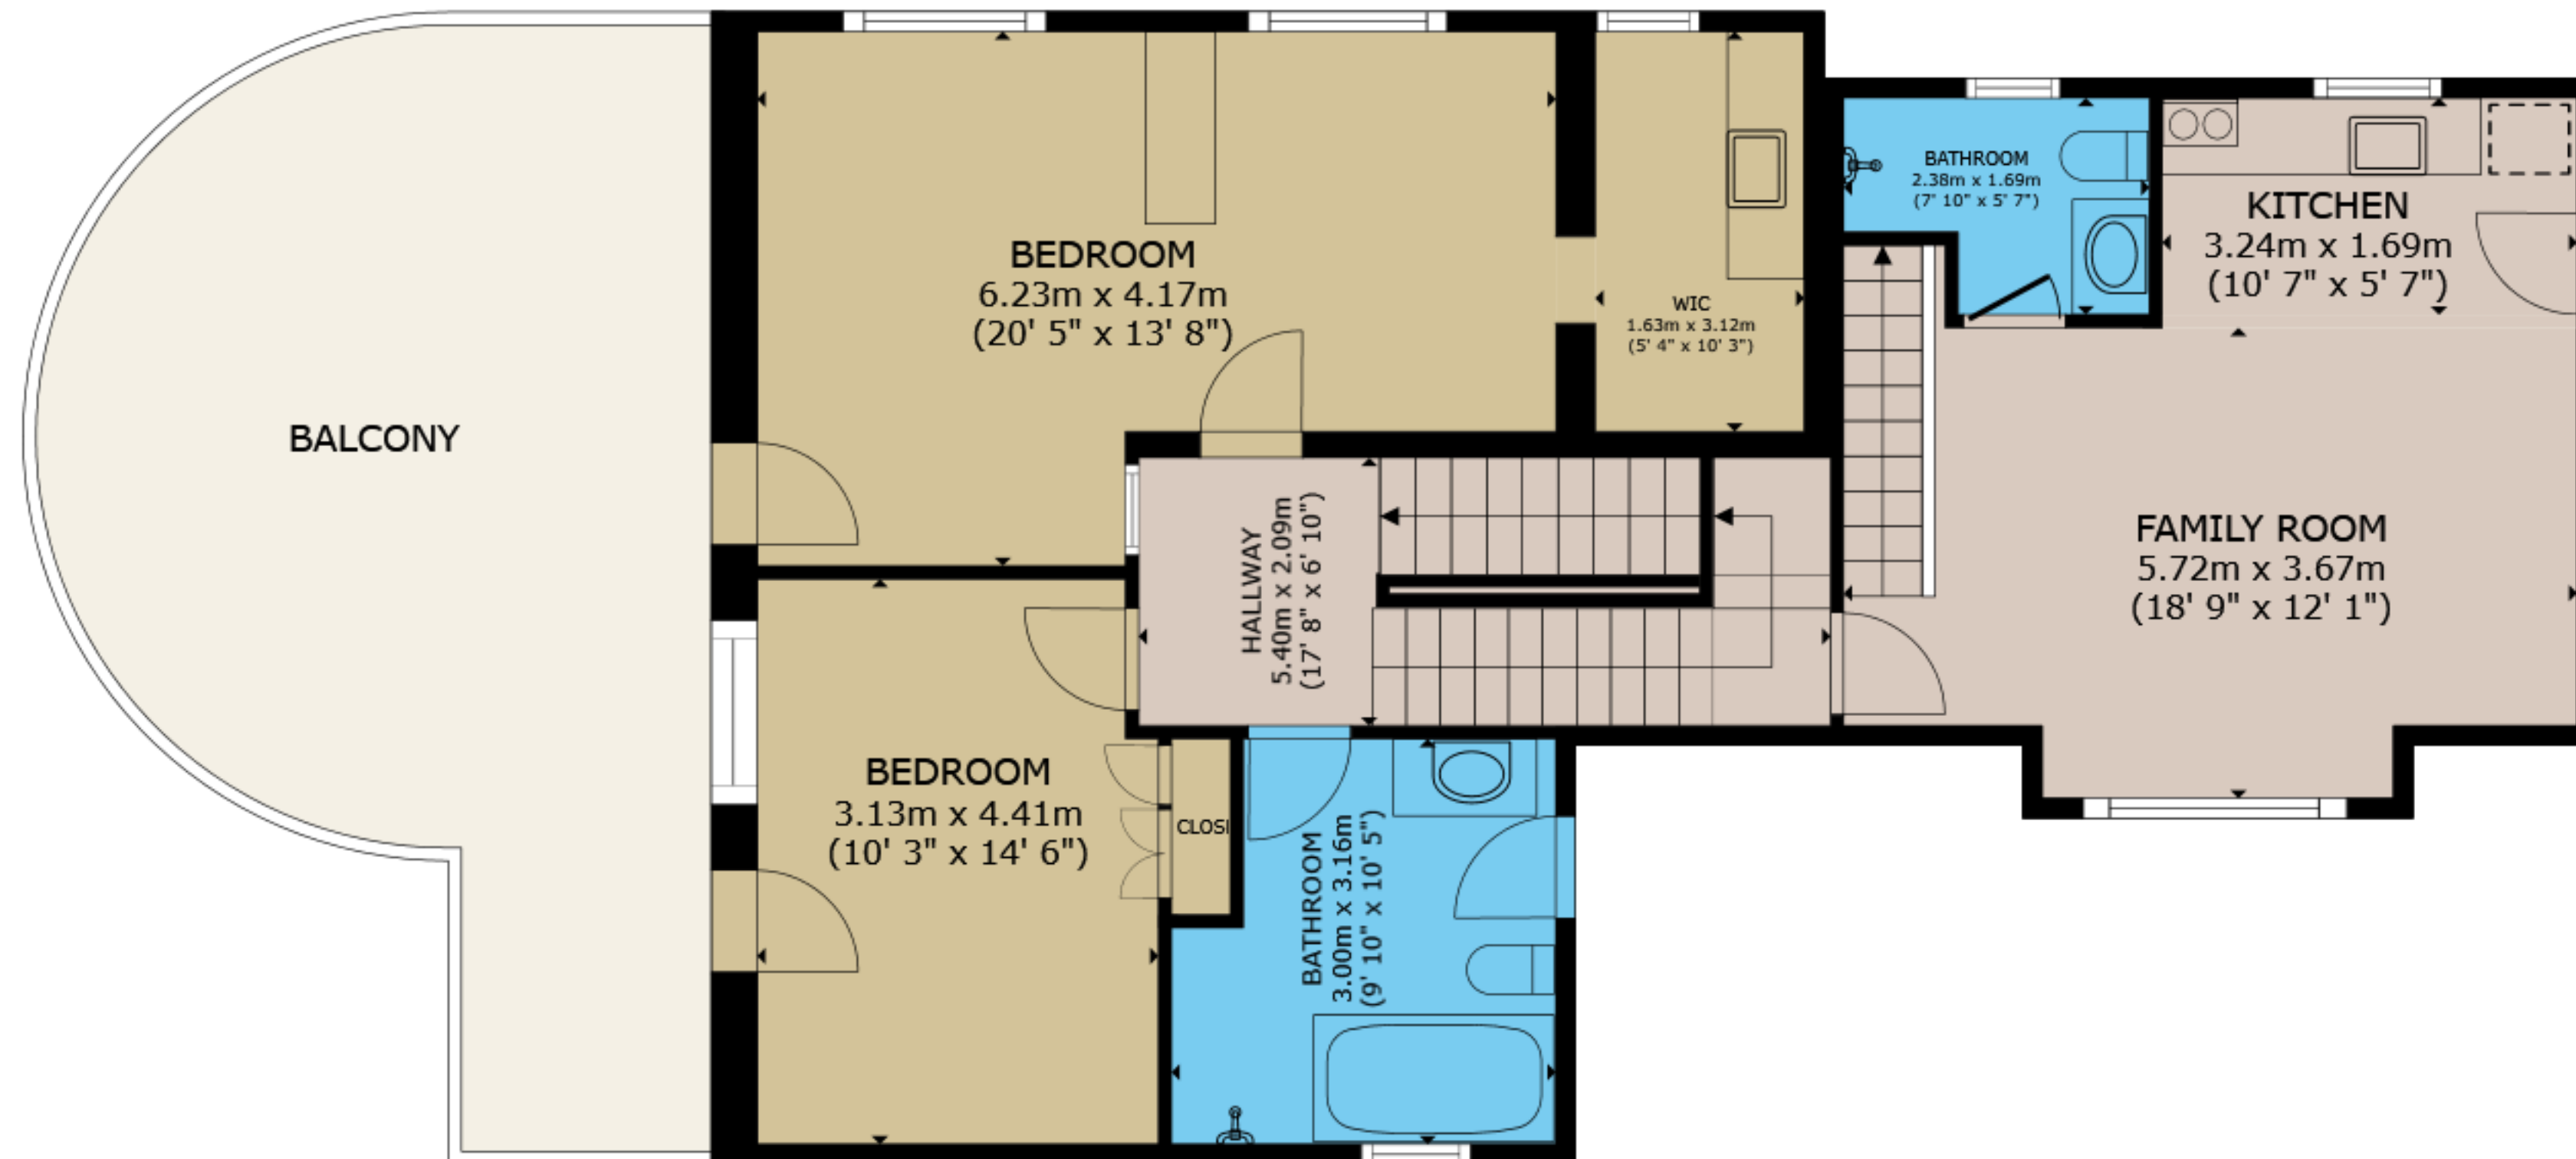 BALCONY
BEDROOM
6.23m x 4.17m
(20' 5" x 13' 8")
WIC
1.63m x 3.12m
(5' 4" x 10' 3")
BATHROOM
2.38m x 1.69m
(7' 10" x 5' 7")
KITCHEN
3.24m x 1.69m
(10' 7" x 5' 7")
HALLWAY
5.40m x 2.09m
(17' 8" x 6' 10")
FAMILY ROOM
5.72m x 3.67m
(18' 9" x 12' 1")
BEDROOM
3.13m x 4.41m
(10' 3" x 14' 6")
CLOS
BATHROOM
3.00m x 3.16m
(9' 10" x 10' 5")